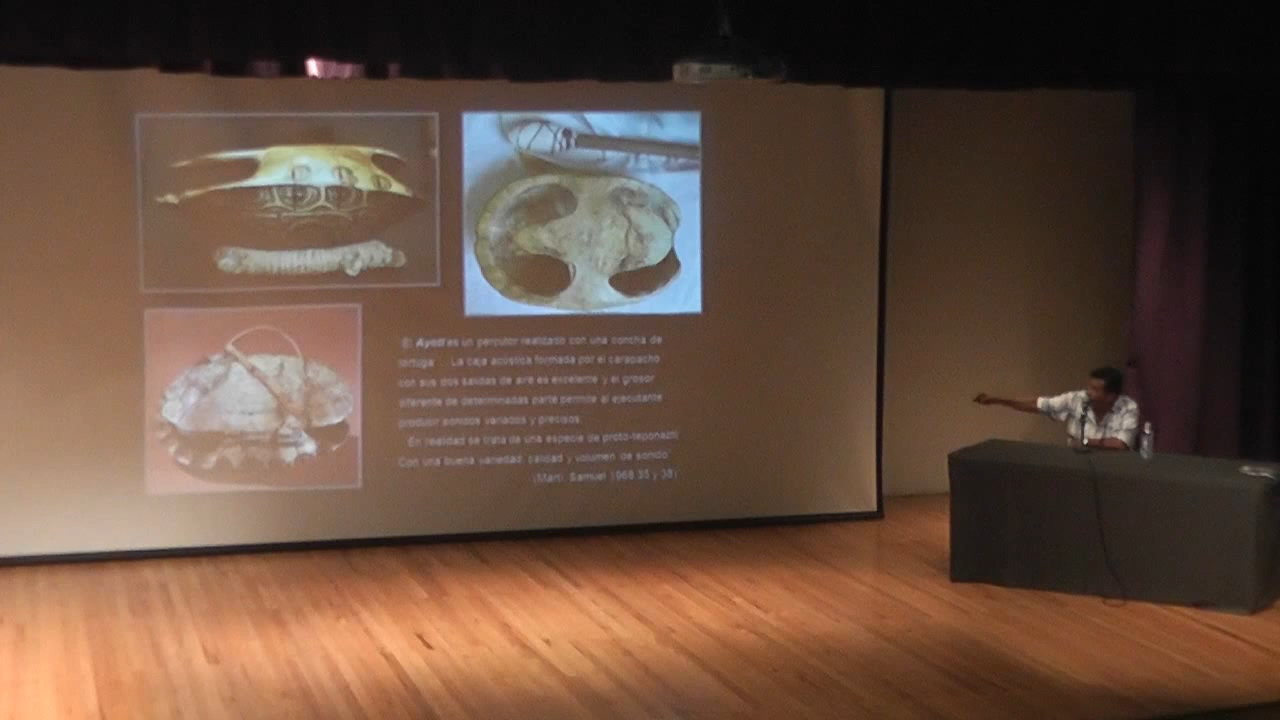 El Ayotl es un percutor realizado con una concha de
tortuga La caja acústica formada por el carapacho
con sus dos salidas de aire es excelente y el grosor
diferente de determinadas parte permite al ejecutante
producir sonidos variados y precisos.
En realidad se trata de una especie de proto-teponaztli
Con una buena variedad, calidad y volumen de sonido
(Martí, Samuel 1968:35 y 38)